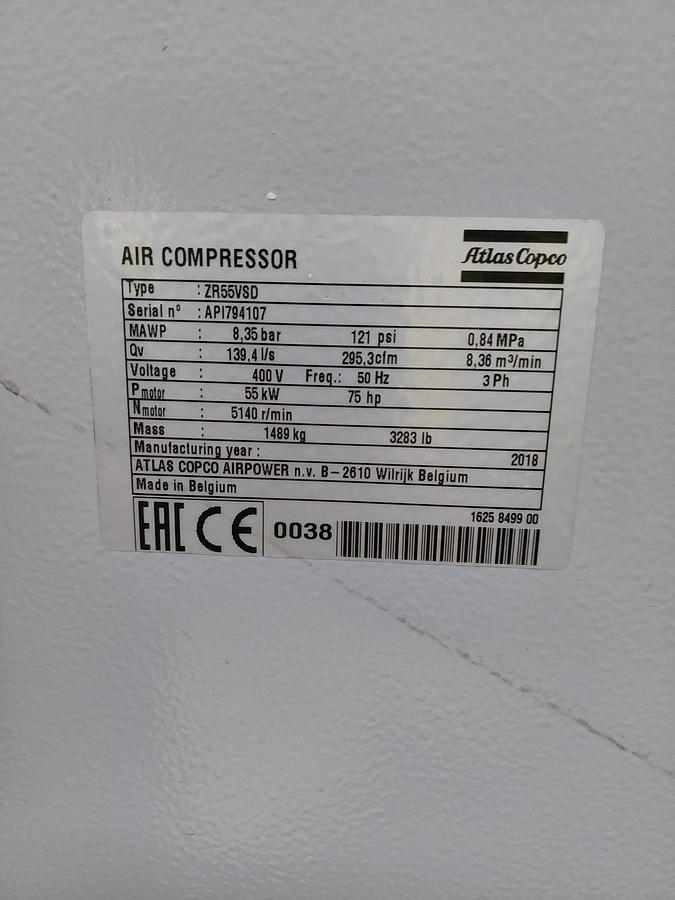 AIR COMPRESSOR
Atlas Copco
Type : ZR55VSD
Serial nº : API794107
MAWP : 8,35 bar 121 psi 0,84 MPa
Qv : 139,4 l/s 295,3cfm 8,36 m³/min
Voltage : 400 V Freq.: 50 Hz 3 Ph
Pmotor : 55 kW 75 hp
Nmotor : 5140 r/min
Mass : 1489 kg 3283 lb
Manufacturing year : 2018
ATLAS COPCO AIRPOWER n.v. B-2610 Wilrijk Belgium
Made in Belgium
1625 8499 00
EAC CE 0038